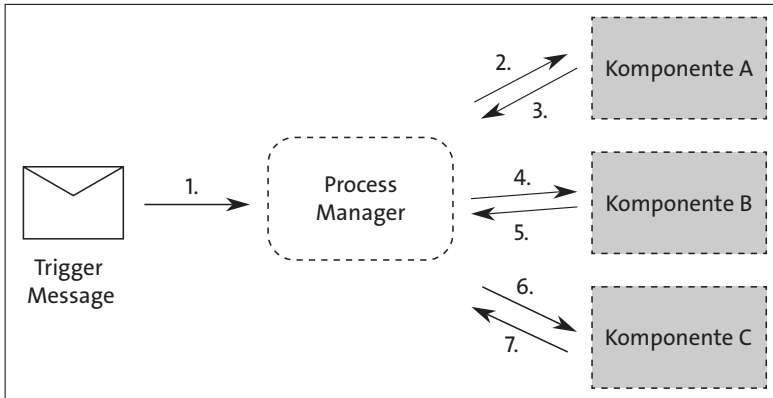 1.
Trigger
Message
Process
Manager
2.
3.
4.
5.
6.
7.
Komponente A
Komponente B
Komponente C